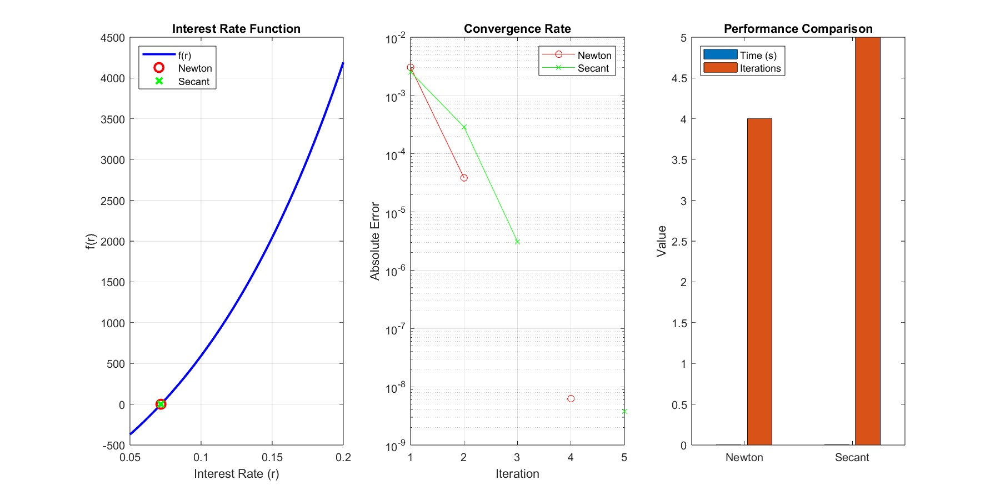 Interest Rate Function
4500
4000
3500
3000
2500
2000
1500
1000
500
0
-500
f(r)
f(r)
Newton
Secant
0.05 0.1 0.15 0.2
Interest Rate (r)
Convergence Rate
10-2
10-3
10-4
10-5
10-6
10-7
10-8
10-9
Absolute Error
Newton
Secant
1 2 3 4 5
Iteration
Performance Comparison
5
4.5
4
3.5
3
2.5
2
1.5
1
0.5
0
Value
Time (s)
Iterations
Newton Secant